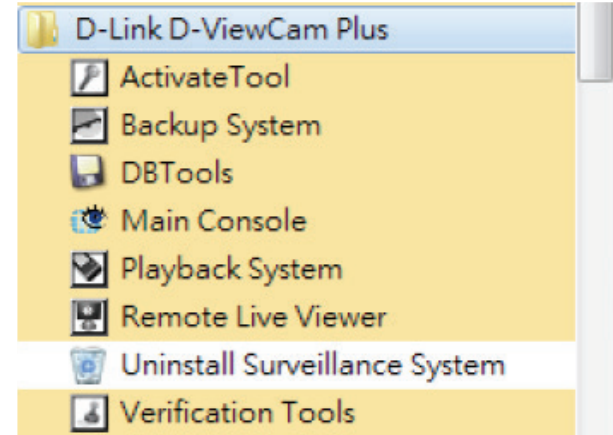 D-Link D-ViewCam Plus
ActivateTool
Backup System
DBTools
Main Console
Playback System
Remote Live Viewer
Uninstall Surveillance System
Verification Tools